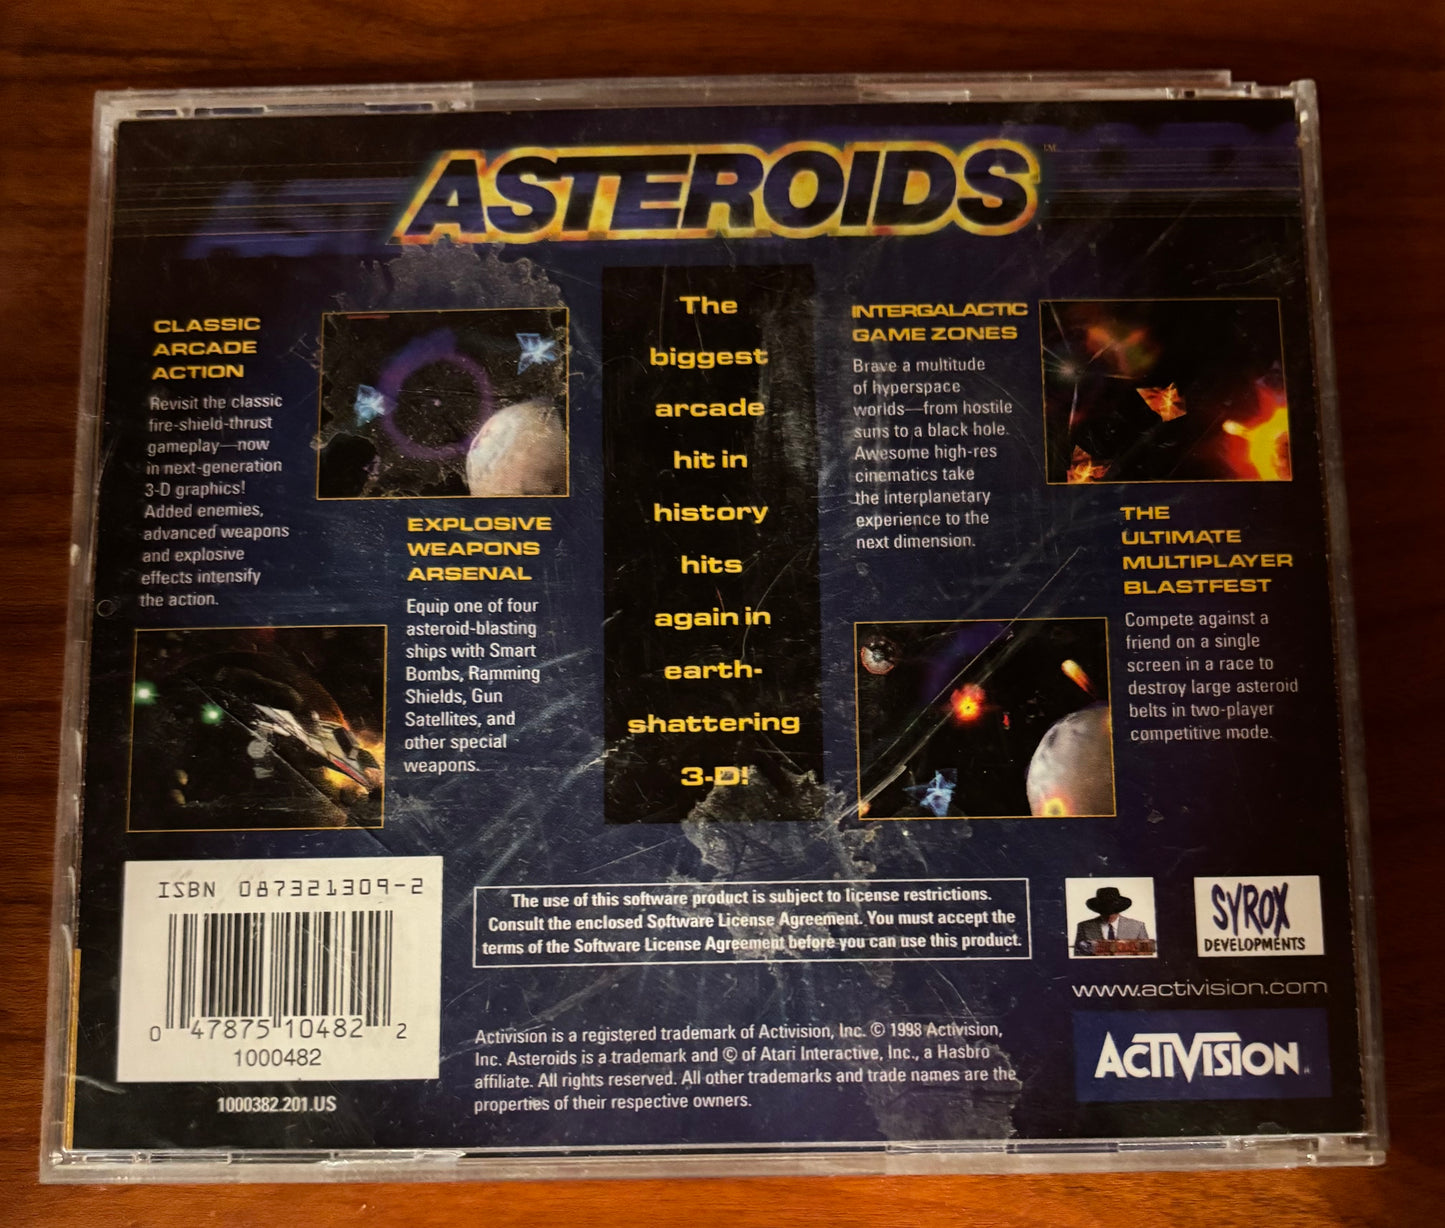 ASTEROIDS™
CLASSIC
ARCADE
ACTION
Revisit the classic
fire-shield-thrust
gameplay—now
in next-generation
3-D graphics!
Added enemies,
advanced weapons
and explosive
effects intensify
the action.
EXPLOSIVE
WEAPONS
ARSENAL
Equip one of four
asteroid-blasting
ships with Smart
Bombs, Ramming
Shields, Gun
Satellites, and
other special
weapons.
The
biggest
arcade
hit in
history
hits
again in
earth-
shattering
3-D!
INTERGALACTIC
GAME ZONES
Brave a multitude
of hyperspace
worlds—from hostile
suns to a black hole.
Awesome high-res
cinematics take
the interplanetary
experience to the
next dimension.
THE
ULTIMATE
MULTIPLAYER
BLASTFEST
Compete against a
friend on a single
screen in a race to
destroy large asteroid
belts in two-player
competitive mode.
ISBN 087321309-2
0 47875 10482 2
1000482
1000382.201.US
The use of this software product is subject to license restrictions.
Consult the enclosed Software License Agreement. You must accept the
terms of the Software License Agreement before you can use this product.
Activision is a registered trademark of Activision, Inc. © 1998 Activision,
Inc. Asteroids is a trademark and © of Atari Interactive, Inc., a Hasbro
affiliate. All rights reserved. All other trademarks and trade names are the
properties of their respective owners.
SYROX
DEVELOPMENTS
www.activision.com
ACTIVISION